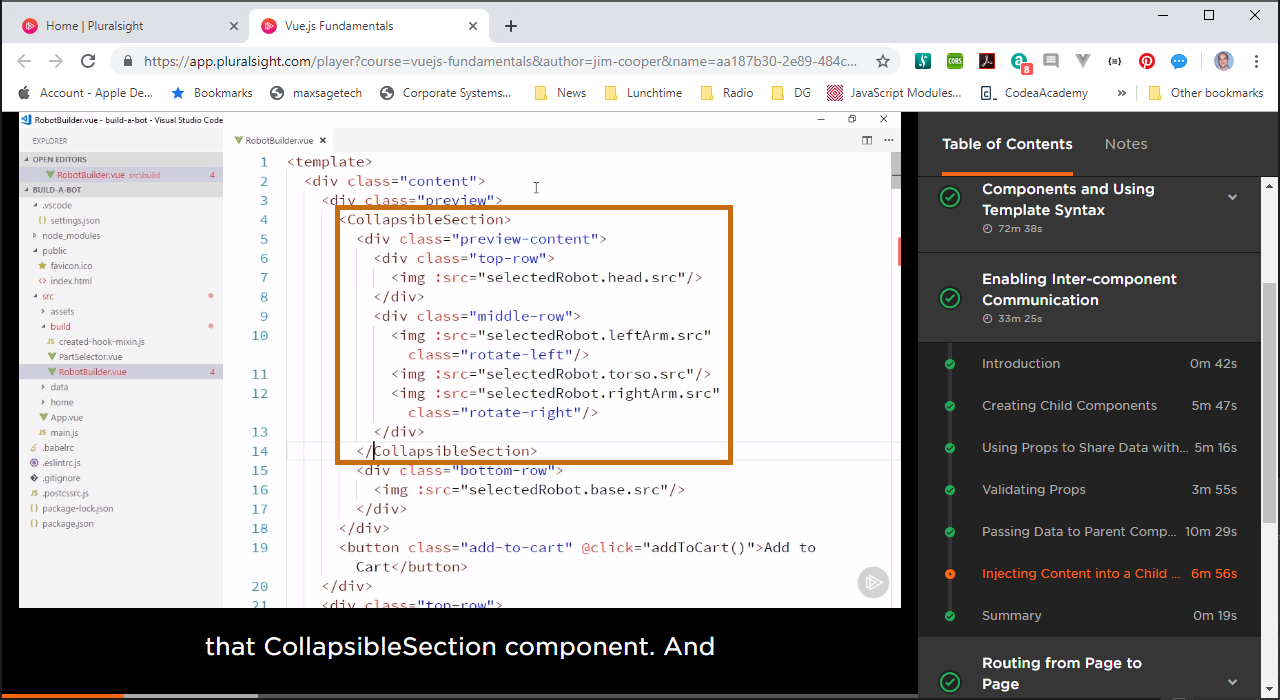 Home | Pluralsight
Vue.js Fundamentals
https://app.pluralsight.com/player?course=vuejs-fundamentals&author=jim-cooper&name=aa187b30-2e89-484c...
CORS
8
Account - Apple De...
Bookmarks
maxsagetech
Corporate Systems...
News
Lunchtime
Radio
DG
JavaScript Modules...
CodeaAcademy
»
Other bookmarks
RobotBuilder.vue - build-a-bot - Visual Studio Code
EXPLORER
OPEN EDITORS
RobotBuilder.vue src\build 4
BUILD-A-BOT
.vscode
{} settings.json
node_modules
public
favicon.ico
<> index.html
src
assets
build
JS created-hook-mixin.js
PartSelector.vue
RobotBuilder.vue 4
data
home
App.vue
JS main.js
.babelrc
.eslintrc.js
.gitignore
JS .postcssrc.js
{} package-lock.json
{} package.json
RobotBuilder.vue
1 <template>
2 <div class="content">
3 <div class="preview">
4 <CollapsibleSection>
5 <div class="preview-content">
6 <div class="top-row">
7 <img :src="selectedRobot.head.src"/>
8 </div>
9 <div class="middle-row">
10 <img :src="selectedRobot.leftArm.src"
class="rotate-left"/>
11 <img :src="selectedRobot.torso.src"/>
12 <img :src="selectedRobot.rightArm.src"
class="rotate-right"/>
13 </div>
14 </CollapsibleSection>
15 <div class="bottom-row">
16 <img :src="selectedRobot.base.src"/>
17 </div>
18 </div>
19 <button class="add-to-cart" @click="addToCart()">Add to
Cart</button>
20 </div>
21 <div class="top-row">
that CollapsibleSection component. And
Table of Contents
Notes
Components and Using
Template Syntax
72m 38s
Enabling Inter-component
Communication
33m 25s
Introduction 0m 42s
Creating Child Components 5m 47s
Using Props to Share Data with... 5m 16s
Validating Props 3m 55s
Passing Data to Parent Comp... 10m 29s
Injecting Content into a Child ... 6m 56s
Summary 0m 19s
Routing from Page to
Page